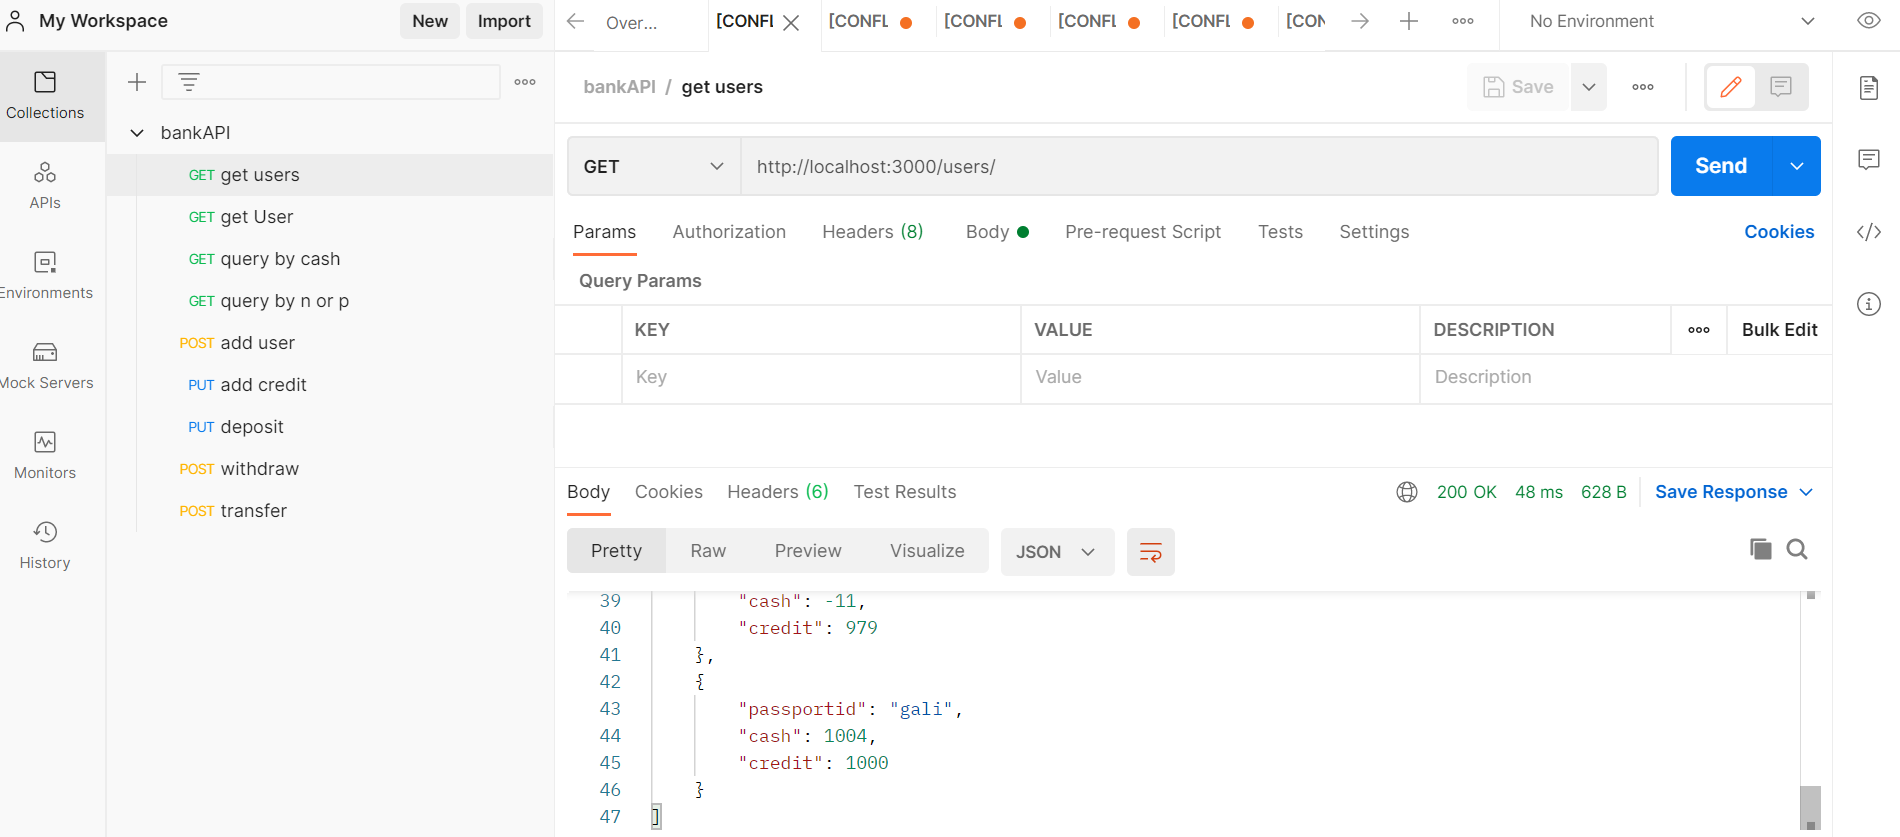 My Workspace
New
Import
Over...
[CONFL
[CONFL
[CONFL
[CONFL
[CONFL
[CON
No Environment
Collections
APIs
Environments
Mock Servers
Monitors
History
bankAPI
GET get users
GET get User
GET query by cash
GET query by n or p
POST add user
PUT add credit
PUT deposit
POST withdraw
POST transfer
bankAPI / get users
Save
GET
http://localhost:3000/users/
Send
Params
Authorization
Headers (8)
Body
Pre-request Script
Tests
Settings
Cookies
Query Params
KEY
VALUE
DESCRIPTION
Bulk Edit
Key
Value
Description
Body
Cookies
Headers (6)
Test Results
200 OK
48 ms
628 B
Save Response
Pretty
Raw
Preview
Visualize
JSON
39 "cash": -11,
40 "credit": 979
41 },
42 {
43 "passportid": "gali",
44 "cash": 1004,
45 "credit": 1000
46 }
47 ]